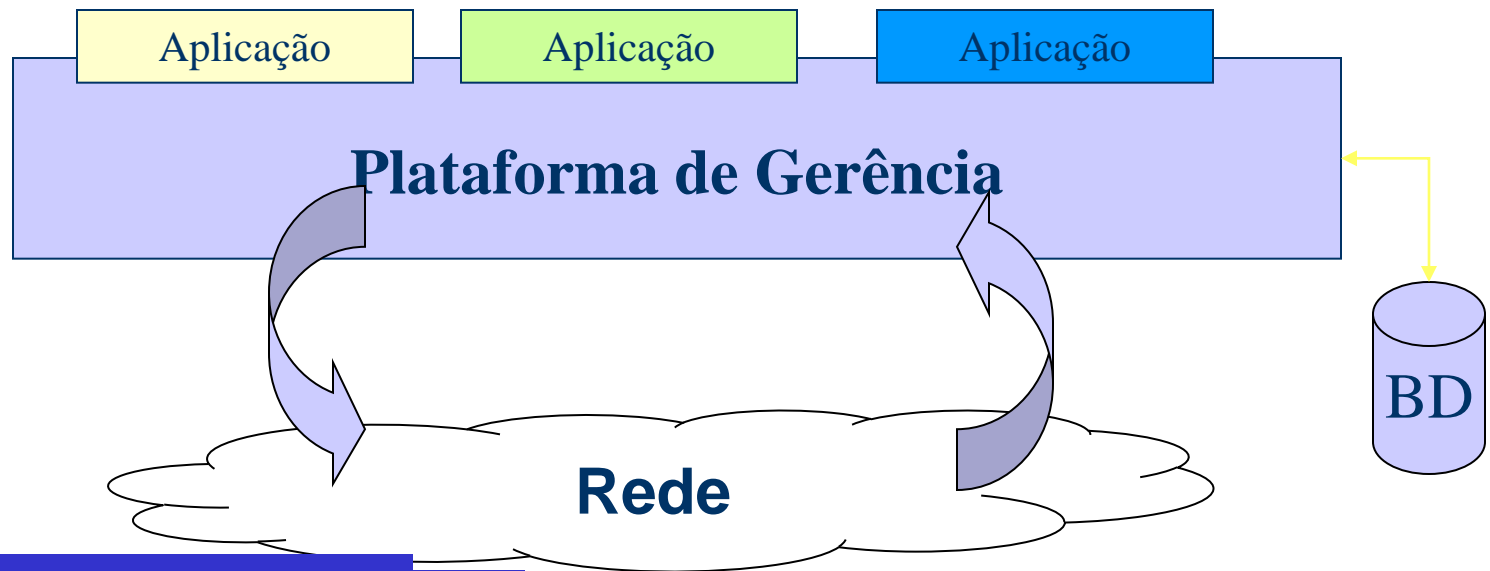 Aplicação
Aplicação
Aplicação
Plataforma de Gerência
BD
Rede